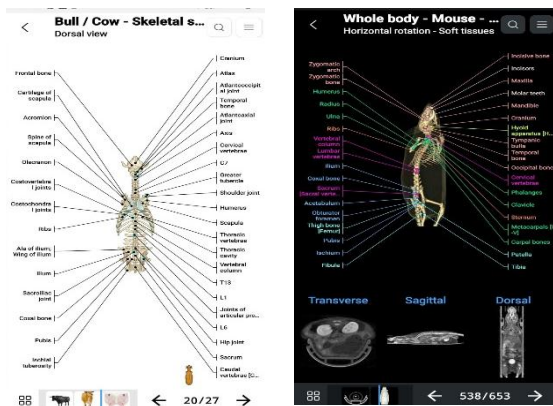 Bull / Cow - Skeletal s...
Dorsal view
Frontal bone
Cartilage of
scapula
Acromion
Spine of
scapula
Olecranon
Costovertebra
l joints
Costochondra
l joints
Ribs
Ala of ilium;
Wing of ilium
Ilium
Sacroiliac
joint
Coxal bone
Pubis
Ischial
tuberosity
Cranium
Atlas
Atlantooccipit
al joint
Temporal
bone
Atlantoaxial
joint
Axis
Cervical
vertebrae
C7
Greater
tubercle
Shoulder joint
Humerus
Scapula
Thoracic
vertebrae
Thoracic
cavity
Vertebral
column
T13
L1
Joints of
articular pro...
L6
Hip joint
Sacrum
Caudal
vertebrae [C...
20/27
Whole body - Mouse - ...
Horizontal rotation - Soft tissues
Zygomatic
arch
Zygomatic
bone
Humerus
Radius
Ulna
Ribs
Vertebral
column
Lumbar
vertebrae
Ilium
Coxal bone
Sacrum
[Sacral verte...
Acetabulum
Obturator
foramen
Thigh bone
[Femur]
Pubis
Ischium
Fibula
Incisive bone
Incisors
Maxilla
Molar teeth
Mandible
Cranium
Hyoid
apparatus [H...
Tympanic
bulla
Temporal
bone
Occipital bone
Cervical
vertebrae
Phalanges
Clavicle
Sternum
Metacarpals [I
-V]
Carpal bones
Patella
Tibia
Transverse
Sagittal
Dorsal
538/653